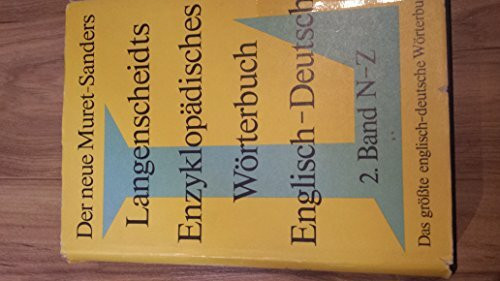 Der neue Muret-Sanders
Langenscheidts
Enzyklopädisches
Wörterbuch
Englisch-Deutsch
2. Band N-Z
Das größte englisch-deutsche Wörterbu